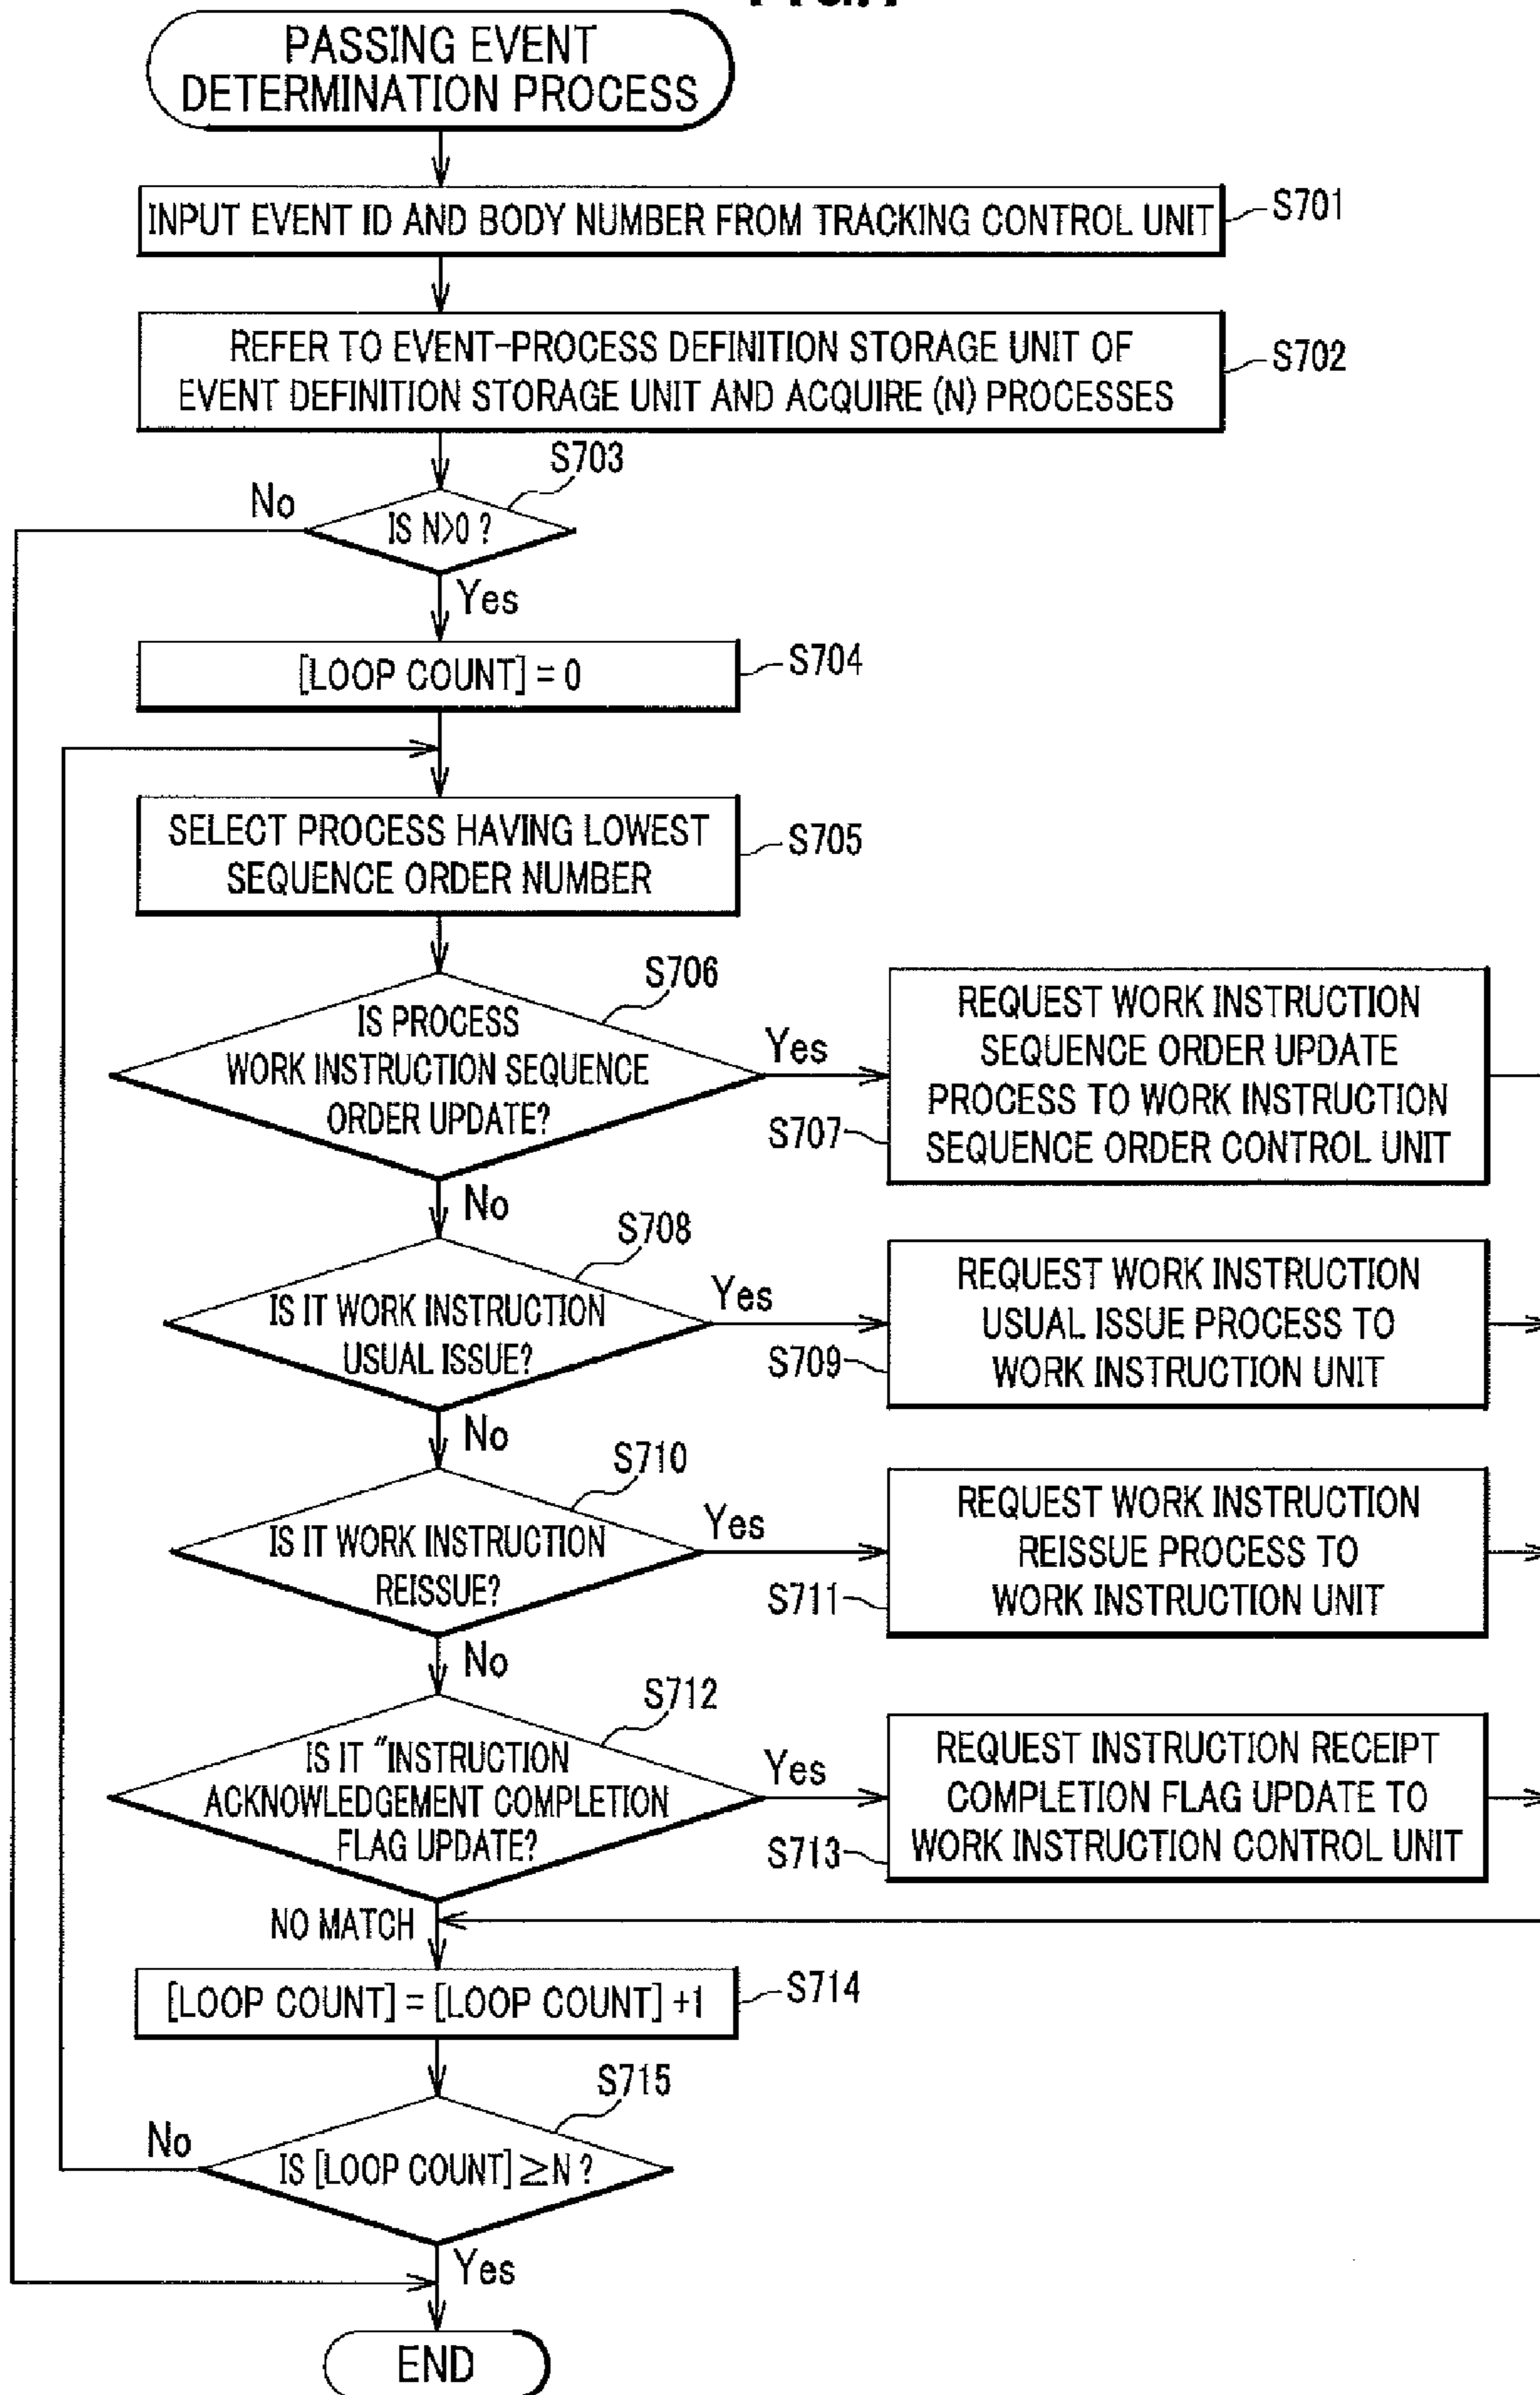 PASSING EVENT
DETERMINATION PROCESS
INPUT EVENT ID AND BODY NUMBER FROM TRACKING CONTROL UNIT
S701
REFER TO EVENT-PROCESS DEFINITION STORAGE UNIT OF
EVENT DEFINITION STORAGE UNIT AND ACQUIRE (N) PROCESSES
S702
S703
No
IS N>0 ?
Yes
[LOOP COUNT] = 0
S704
SELECT PROCESS HAVING LOWEST
SEQUENCE ORDER NUMBER
S705
S706
IS PROCESS
WORK INSTRUCTION SEQUENCE
ORDER UPDATE?
Yes
REQUEST WORK INSTRUCTION
SEQUENCE ORDER UPDATE
PROCESS TO WORK INSTRUCTION
SEQUENCE ORDER CONTROL UNIT
S707
No
S708
IS IT WORK INSTRUCTION
USUAL ISSUE?
Yes
REQUEST WORK INSTRUCTION
USUAL ISSUE PROCESS TO
WORK INSTRUCTION UNIT
S709
No
S710
IS IT WORK INSTRUCTION
REISSUE?
Yes
REQUEST WORK INSTRUCTION
REISSUE PROCESS TO
WORK INSTRUCTION UNIT
S711
No
S712
IS IT "INSTRUCTION
ACKNOWLEDGEMENT COMPLETION
FLAG UPDATE?
Yes
REQUEST INSTRUCTION RECEIPT
COMPLETION FLAG UPDATE TO
WORK INSTRUCTION CONTROL UNIT
S713
NO MATCH
[LOOP COUNT] = [LOOP COUNT] +1
S714
S715
No
IS [LOOP COUNT] ≥N ?
Yes
END